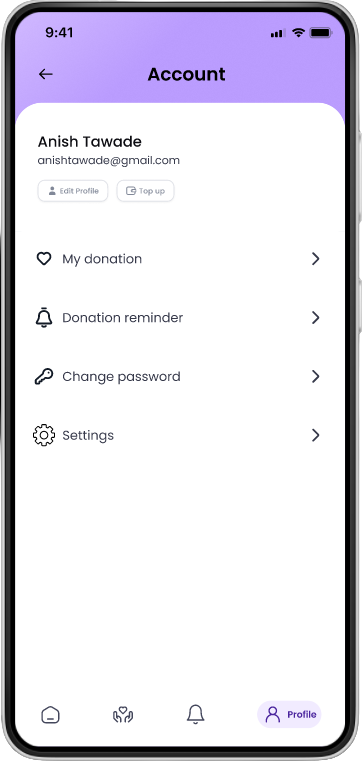 9:41
Account
Anish Tawade
anishtawade@gmail.com
Edit Profile
Top up
My donation
Donation reminder
Change password
Settings
Profile